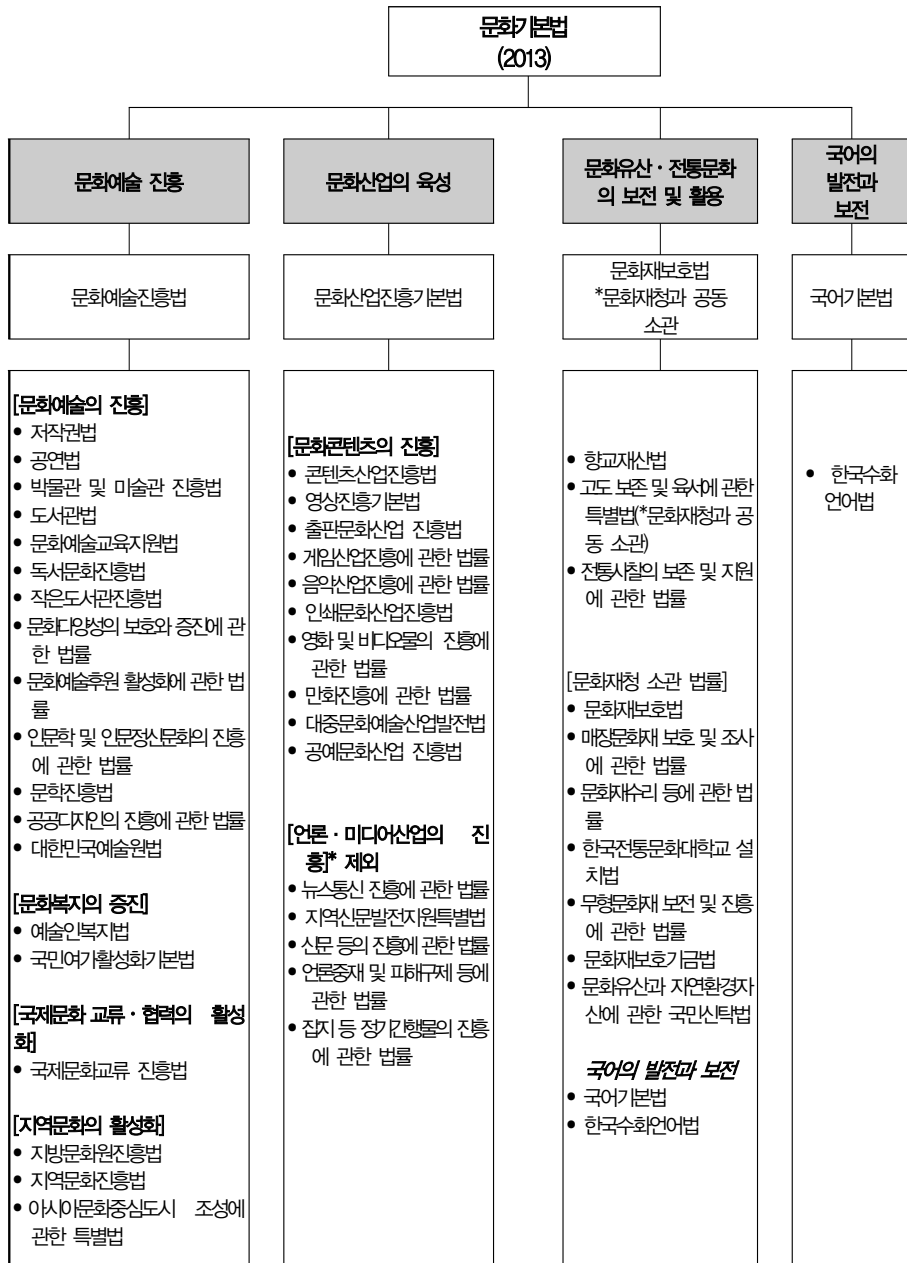 문화기본법
(2013)
문화예술 진흥
문화산업의 육성
문화유산·전통문화
의 보전 및 활용
국어의
발전과
보전
문화예술진흥법
문화산업진흥기본법
문화재보호법
*문화재청과 공동
소관
국어기본법
[문화예술의 진흥]
• 저작권법
• 공연법
• 박물관 및 미술관 진흥법
• 도서관법
• 문화예술교육지원법
• 독서문화진흥법
• 작은도서관진흥법
• 문화다양성의 보호와 증진에 관
한 법률
• 문화예술후원 활성화에 관한 법
률
• 인문학 및 인문정신문화의 진흥
에 관한 법률
• 문학진흥법
• 공공디자인의 진흥에 관한 법률
• 대한민국예술원법
[문화복지의 증진]
• 예술인복지법
• 국민여가활성화기본법
[국제문화 교류·협력의 활성
화]
• 국제문화교류 진흥법
[지역문화의 활성화]
• 지방문화원진흥법
• 지역문화진흥법
• 아시아문화중심도시 조성에
관한 특별법
[문화콘텐츠의 진흥]
• 콘텐츠산업진흥법
• 영상진흥기본법
• 출판문화산업 진흥법
• 게임산업진흥에 관한 법률
• 음악산업진흥에 관한 법률
• 인쇄문화산업진흥법
• 영화 및 비디오물의 진흥에
관한 법률
• 만화진흥에 관한 법률
• 대중문화예술산업발전법
• 공예문화산업 진흥법
[언론·미디어산업의 진
흥]* 제외
• 뉴스통신 진흥에 관한 법률
• 지역신문발전지원특별법
• 신문 등의 진흥에 관한 법률
• 언론중재 및 피해규제 등에
관한 법률
• 잡지 등 정기간행물의 진흥
에 관한 법률
• 향교재산법
• 고도 보존 및 육서에 관한
특별법(*문화재청과 공
동 소관)
• 전통사찰의 보존 및 지원
에 관한 법률
[문화재청 소관 법률]
• 문화재보호법
• 매장문화재 보호 및 조사
에 관한 법률
• 문화재수리 등에 관한 법
률
• 한국전통문화대학교 설
치법
• 무형문화재 보전 및 진흥
에 관한 법률
• 문화재보호기금법
• 문화유산과 자연환경자
산에 관한 국민신탁법
국어의 발전과 보전
• 국어기본법
• 한국수화언어법
• 한국수화
언어법